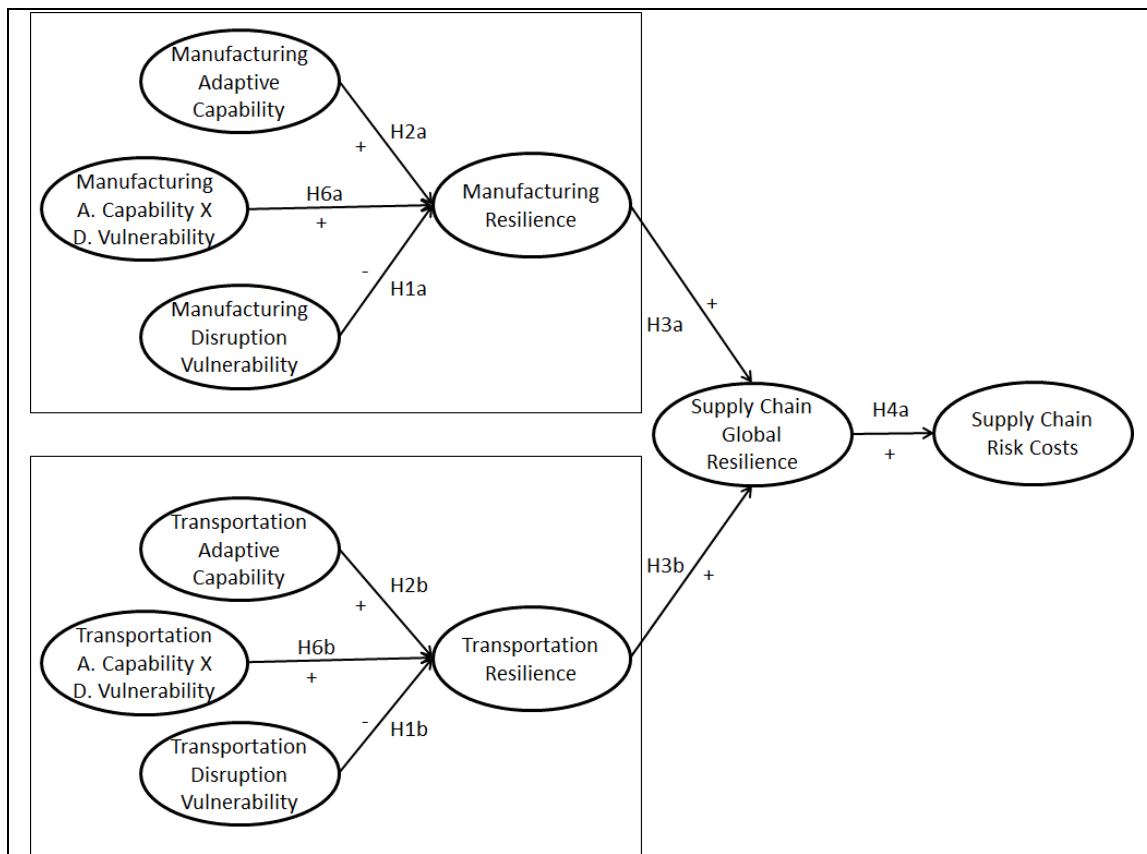 Manufacturing
Adaptive
Capability
H2a
+
Manufacturing
A. Capability X
D. Vulnerability
H6a
+
Manufacturing
Resilience
-
H1a
Manufacturing
Disruption
Vulnerability
+
H3a
Supply Chain
Global
Resilience
H4a
+
Supply Chain
Risk Costs
Transportation
Adaptive
Capability
H2b
+
H3b
+
Transportation
A. Capability X
D. Vulnerability
H6b
+
Transportation
Resilience
-
H1b
Transportation
Disruption
Vulnerability